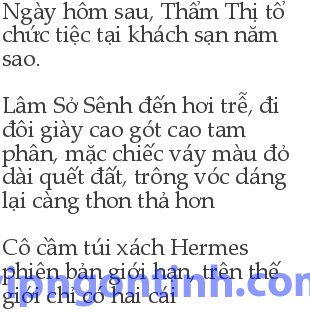 Ngày hôm sau, Thẩm Thị tổ
chức tiệc tại khách sạn năm
sao.
Lâm Sở Sênh đến hơi trễ, đi
đôi giày cao gót cao tam
phân, mặc chiếc váy màu đỏ
dài quết đất, trông vóc dáng
lại càng thon thả hơn
Cô cầm túi xách Hermes
phiên bản giới hạn, trên thế
giới chỉ có hai cái